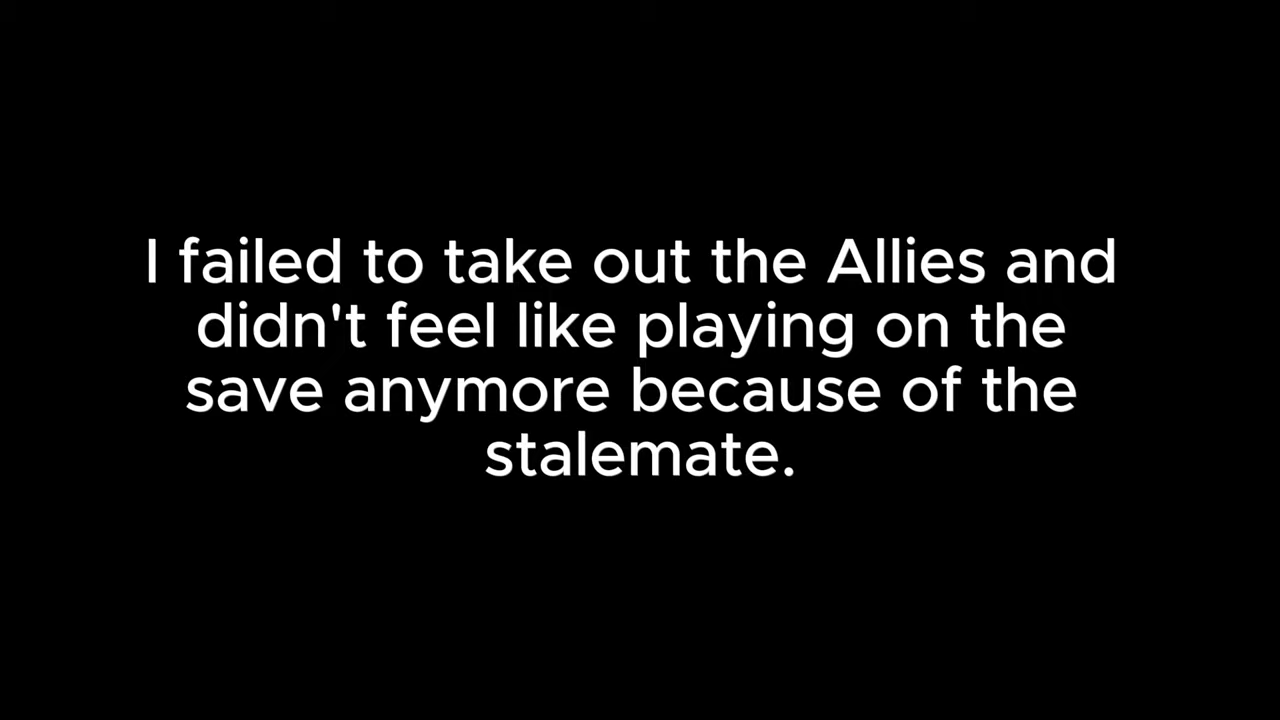 I failed to take out the Allies and
didn't feel like playing on the
save anymore because of the
stalemate.